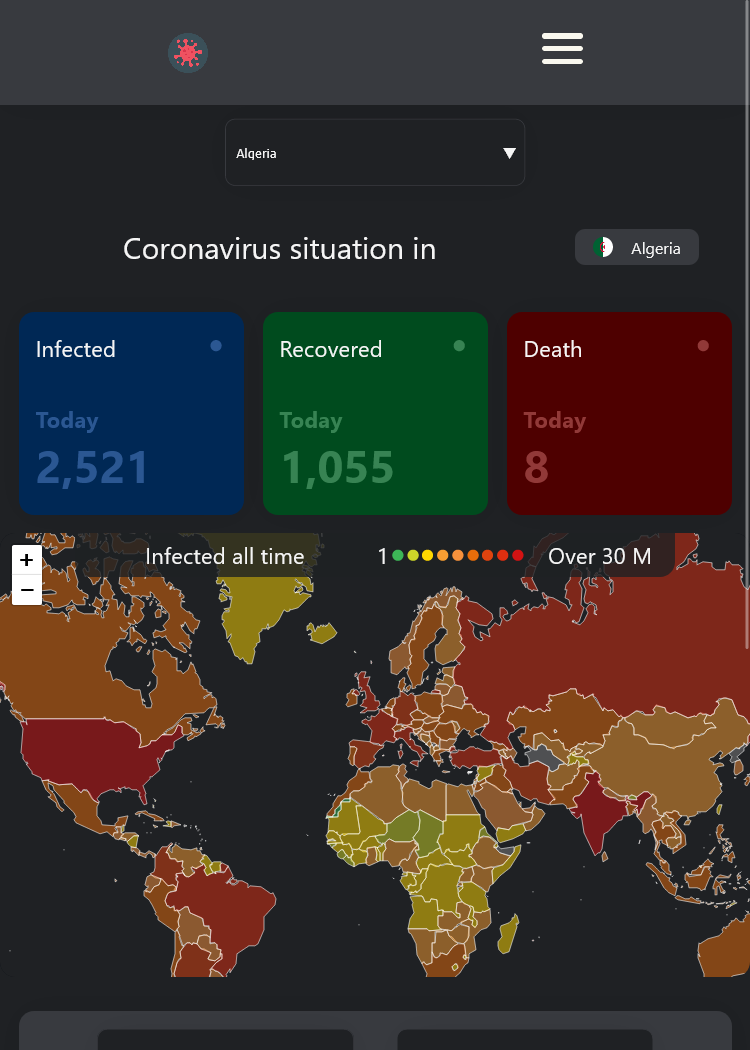 Algeria
Coronavirus situation in
Algeria
Infected
Today
2,521
Recovered
Today
1,055
Death
Today
8
+
−
Infected all time 1 Over 30 M